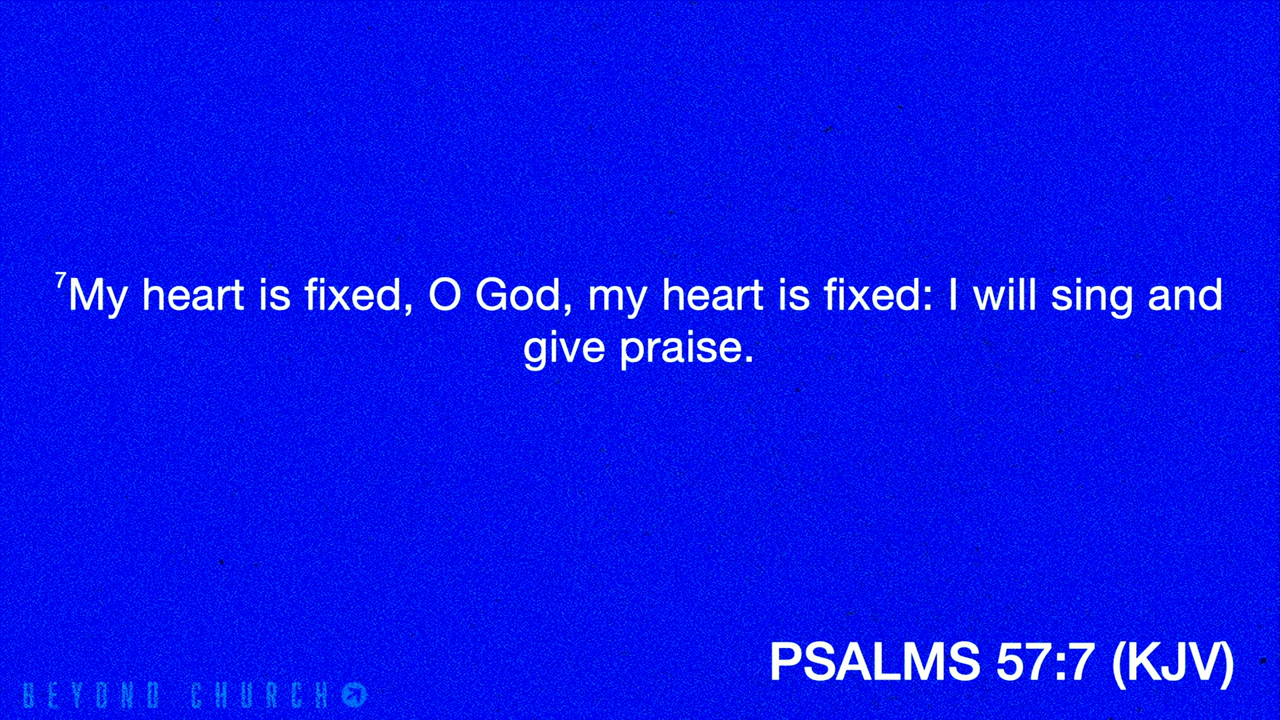 ⁷My heart is fixed, O God, my heart is fixed: I will sing and
give praise.
PSALMS 57:7 (KJV)
BEYOND CHURCH